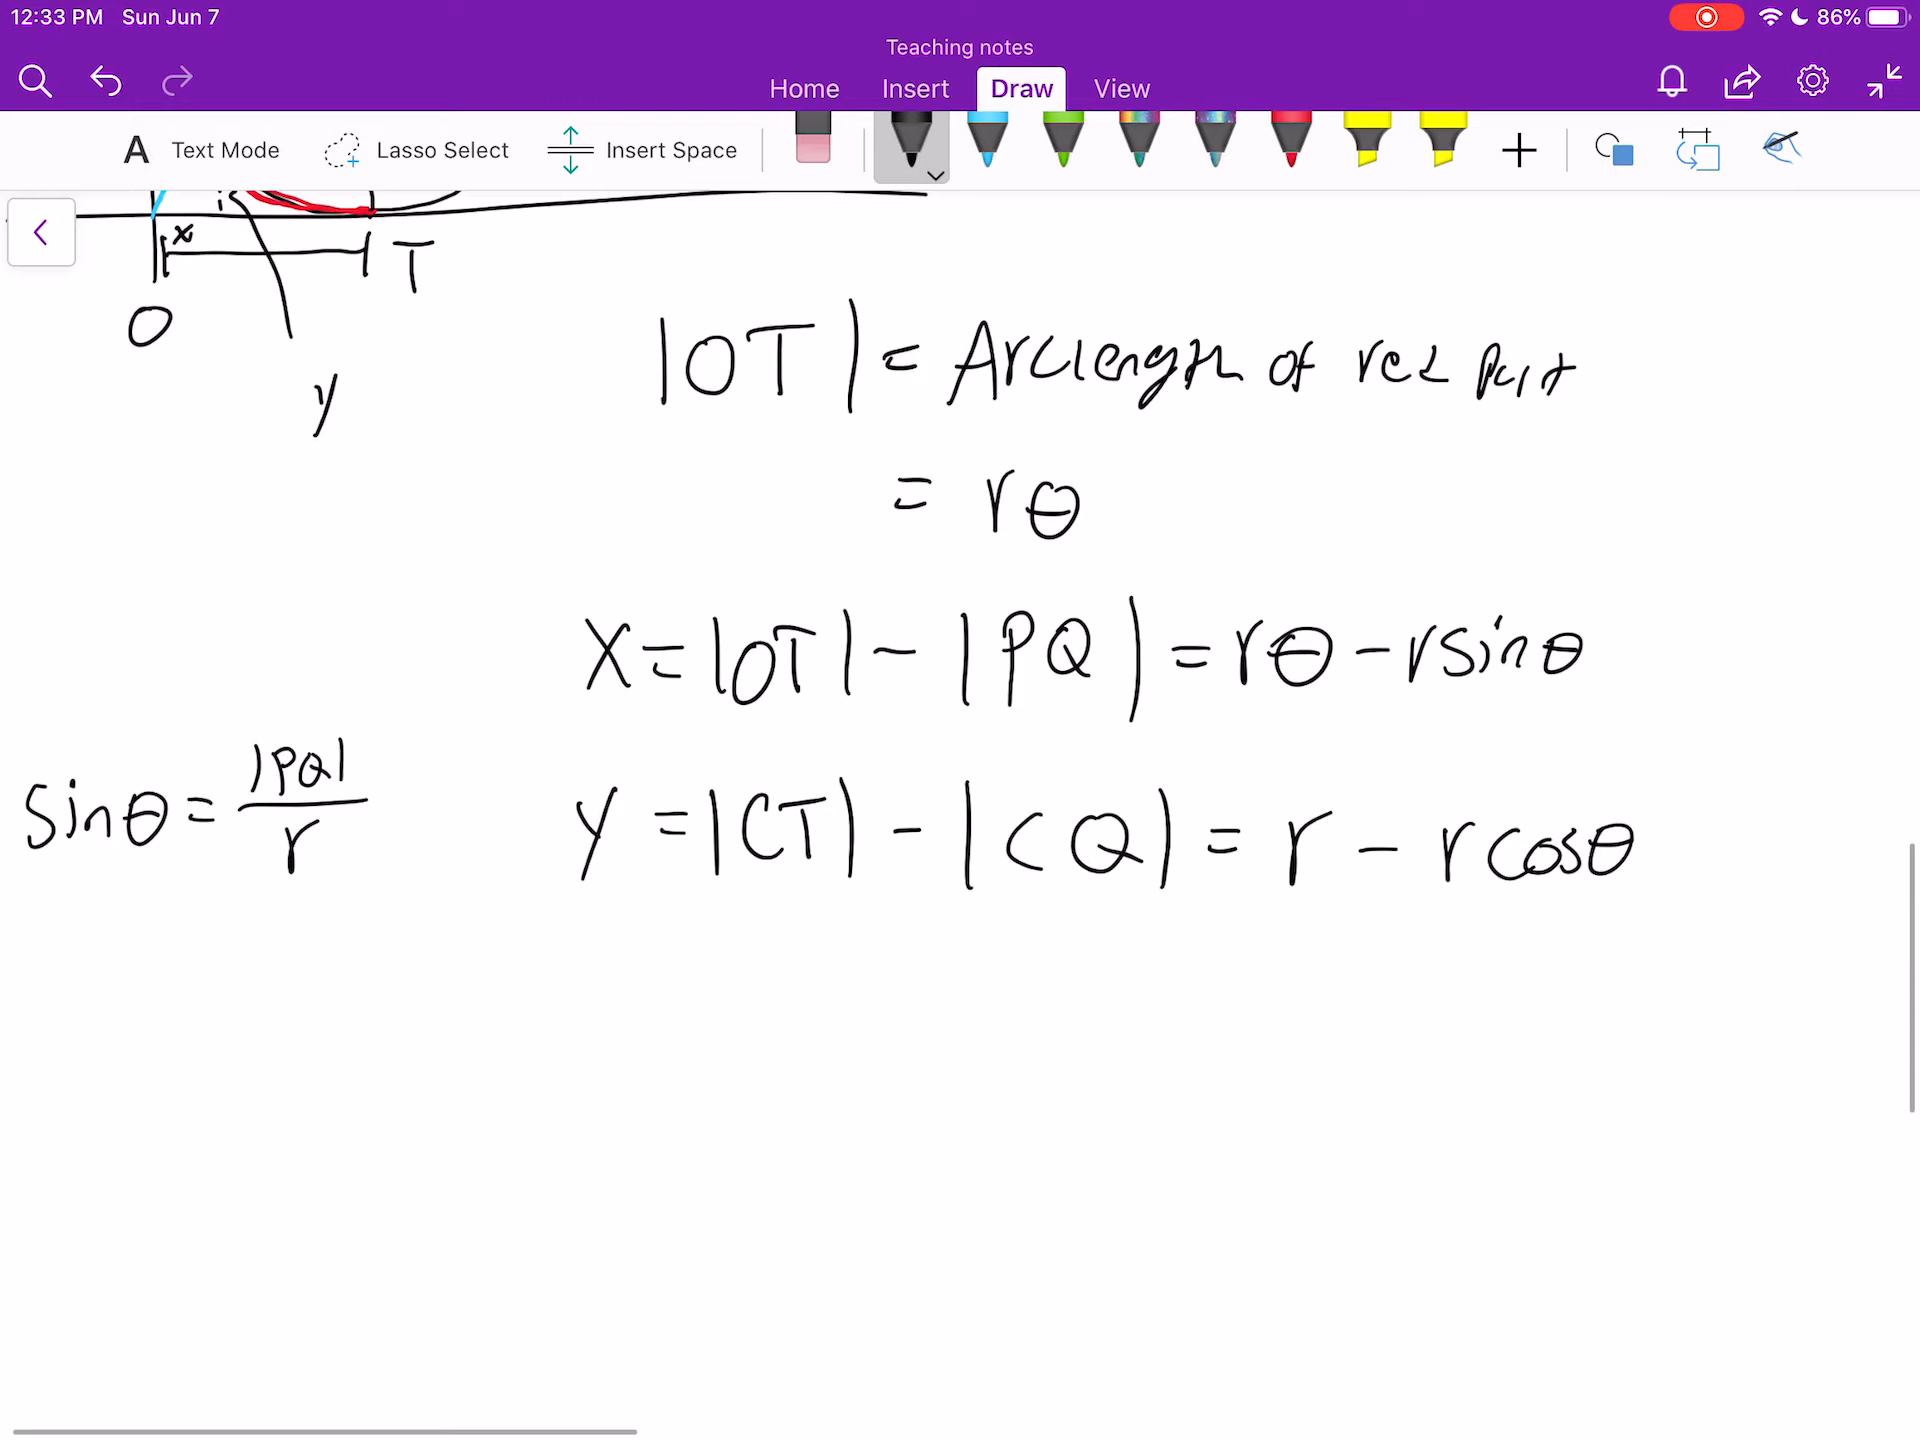 12:33 PM Sun Jun 7
86%
Teaching notes
Home Insert Draw View
A Text Mode Lasso Select Insert Space
x
T
O
y
|OT| = Arclength of red Part
= rθ
X = |OT| - |PQ| = rθ - rsinθ
sinθ = |PQ| / r
y = |CT| - |CQ| = r - rcosθ